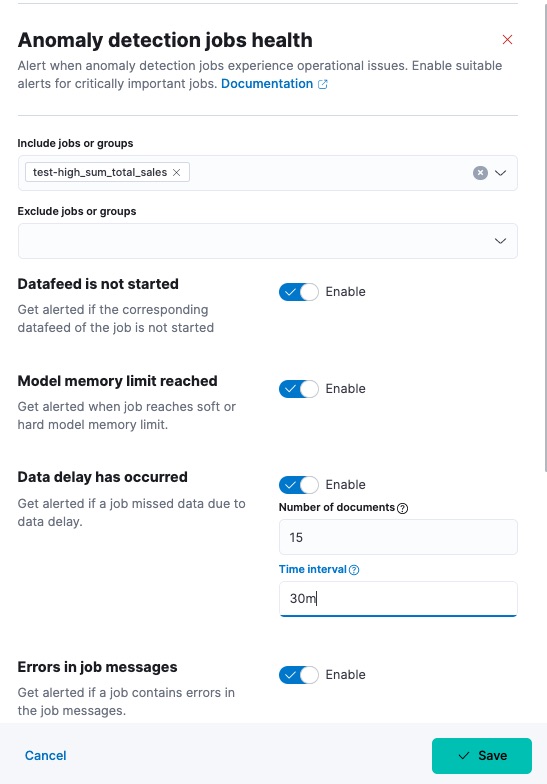 Anomaly detection jobs health
Alert when anomaly detection jobs experience operational issues. Enable suitable
alerts for critically important jobs. Documentation
Include jobs or groups
test-high_sum_total_sales
Exclude jobs or groups
Datafeed is not started
Enable
Get alerted if the corresponding
datafeed of the job is not started
Model memory limit reached
Enable
Get alerted when job reaches soft or
hard model memory limit.
Data delay has occurred
Enable
Get alerted if a job missed data due to
data delay.
Number of documents
15
Time interval
30m
Errors in job messages
Enable
Get alerted if a job contains errors in
the job messages.
Cancel
Save